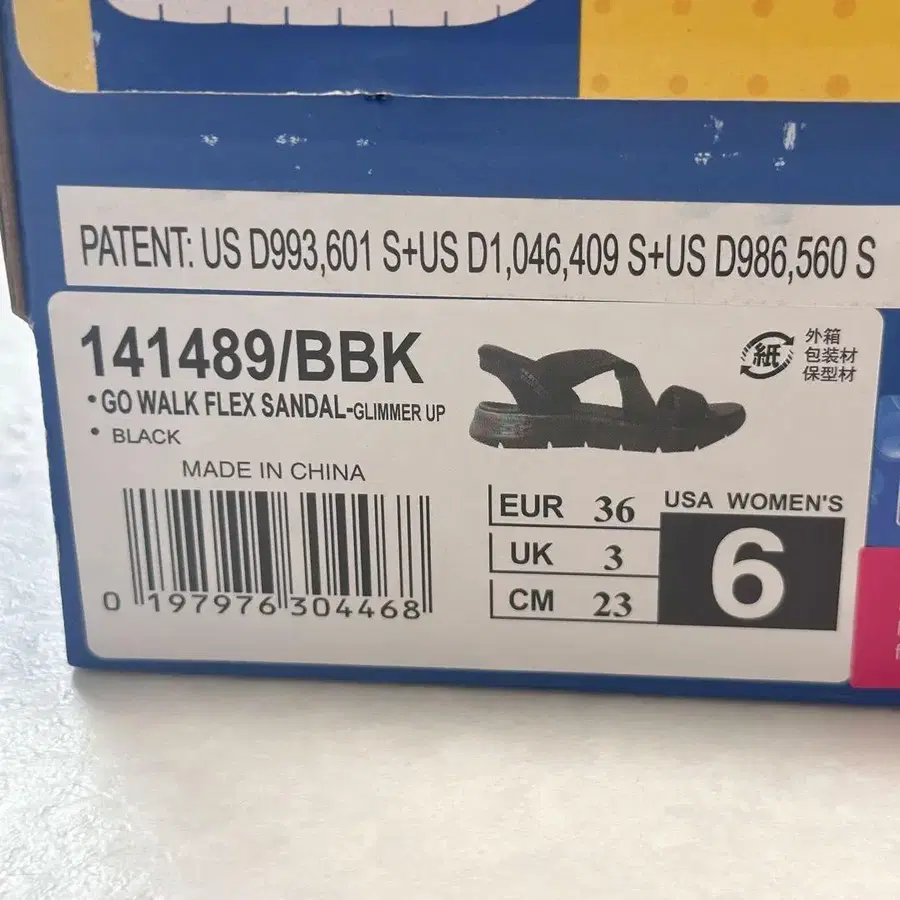 PATENT: US D993,601 S+US D1,046,409 S+US D986,560 S
141489/BBK
•GO WALK FLEX SANDAL-GLIMMER UP
• BLACK
MADE IN CHINA
0 197976 304468
紙
外箱
包装材
保型材
EUR 36
UK 3
CM 23
USA WOMEN'S
6